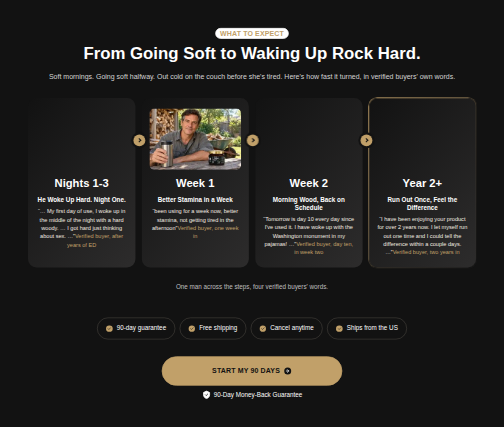 WHAT TO EXPECT
From Going Soft to Waking Up Rock Hard.
Soft mornings. Going soft halfway. Out cold on the couch before she's tired. Here's how fast it turned, in verified buyers' own words.
Nights 1-3
He Woke Up Hard. Night One.
"... My first day of use, I woke up in
the middle of the night with a hard
woody. ... I got hard just thinking
about sex. ..."Verified buyer, after
years of ED
Week 1
Better Stamina in a Week
"been using for a week now, better
stamina, not getting tired in the
afternoon"Verified buyer, one week
in
Week 2
Morning Wood, Back on
Schedule
"Tomorrow is day 10 every day since
I've used it. I have woke up with the
Washington monument in my
pajamas! ..."Verified buyer, day ten,
in week two
Year 2+
Run Out Once, Feel the
Difference
"I have been enjoying your product
for over 2 years now. I let myself run
out one time and I could tell the
difference within a couple days.
..."Verified buyer, two years in
One man across the steps, four verified buyers' words.
90-day guarantee
Free shipping
Cancel anytime
Ships from the US
START MY 90 DAYS
90-Day Money-Back Guarantee